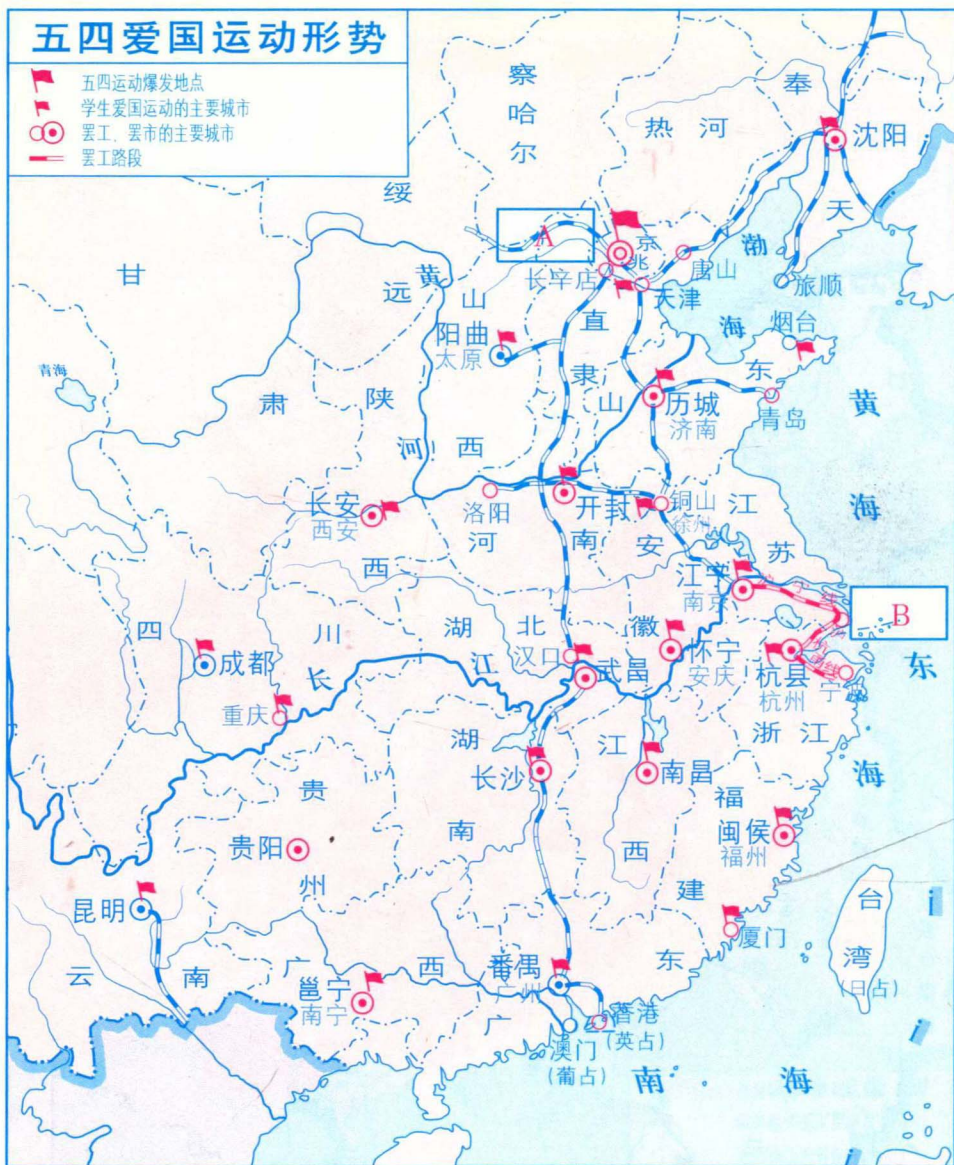 五四爱国运动形势
五四运动爆发地点
学生爱国运动的主要城市
罢工、罢市的主要城市
罢工路段
察哈尔
热河
奉天
沈阳
绥远
A
京兆
长辛店
天津
唐山
旅顺
渤海
烟台
甘肃
黄河
山西
阳曲
太原
直隶
山东
历城
济南
青岛
黄海
青海
陕西
长安
西安
洛阳
开封
铜山
徐州
河南
安徽
江苏
江宁
南京
沪宁线
B
四川
成都
重庆
长江
湖北
汉口
武昌
怀宁
安庆
杭县
杭州
宁波
浙江
东海
湖南
长沙
江西
南昌
福建
闽侯
福州
贵州
贵阳
厦门
台湾
(日占)
昆明
云南
广西
邕宁
南宁
番禺
广州
广东
香港
(英占)
澳门
(葡占)
南海